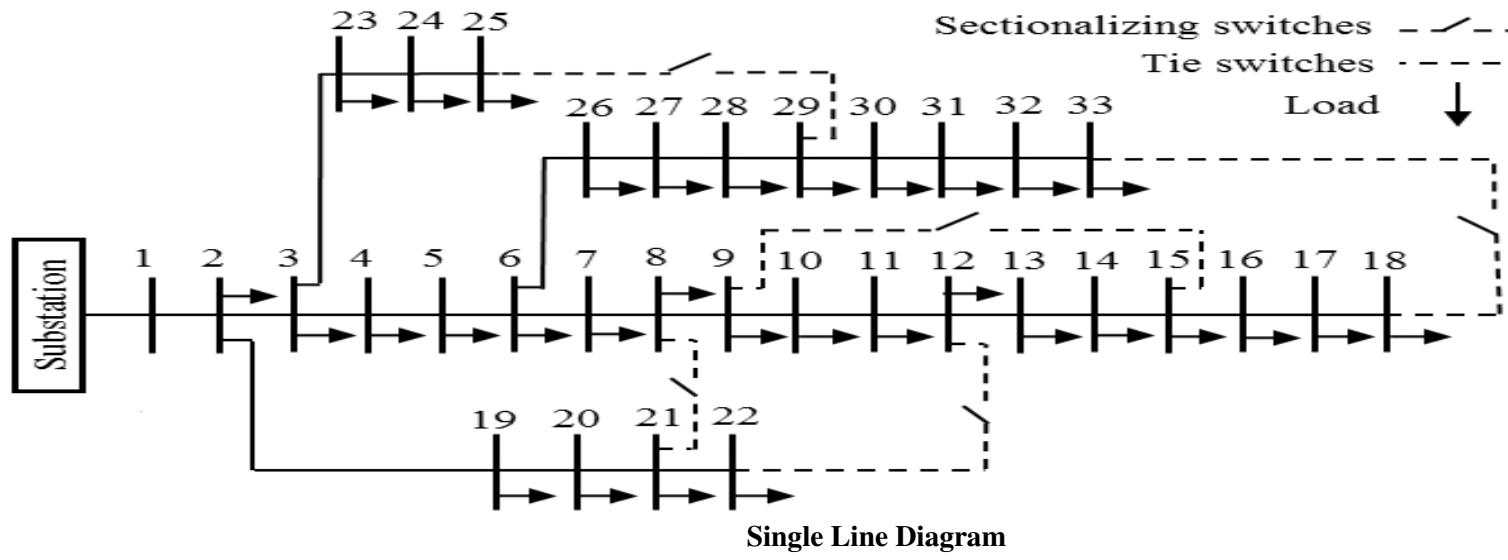 23 24 25
Sectionalizing switches
Tie switches
Load
26 27 28 29 30 31 32 33
Substation
1 2 3 4 5 6 7 8 9 10 11 12 13 14 15 16 17 18
19 20 21 22
Single Line Diagram